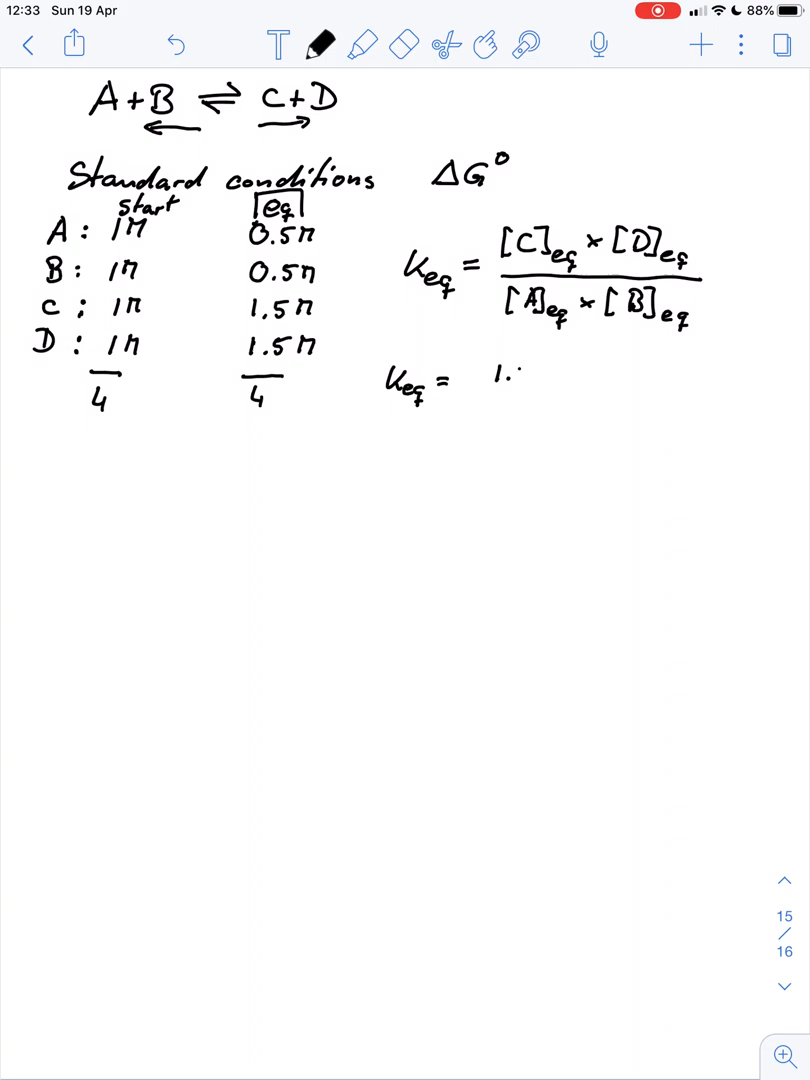 12:33 Sun 19 Apr 88%
T
A+B ⇌ C+D
Standard conditions ΔG°
start eq
A : 1M 0.5M
B : 1M 0.5M
C ; 1M 1.5M
D : 1M 1.5M
4 4
Keq = [C]eq × [D]eq / [A]eq × [B]eq
Keq = 1.
15
/
16